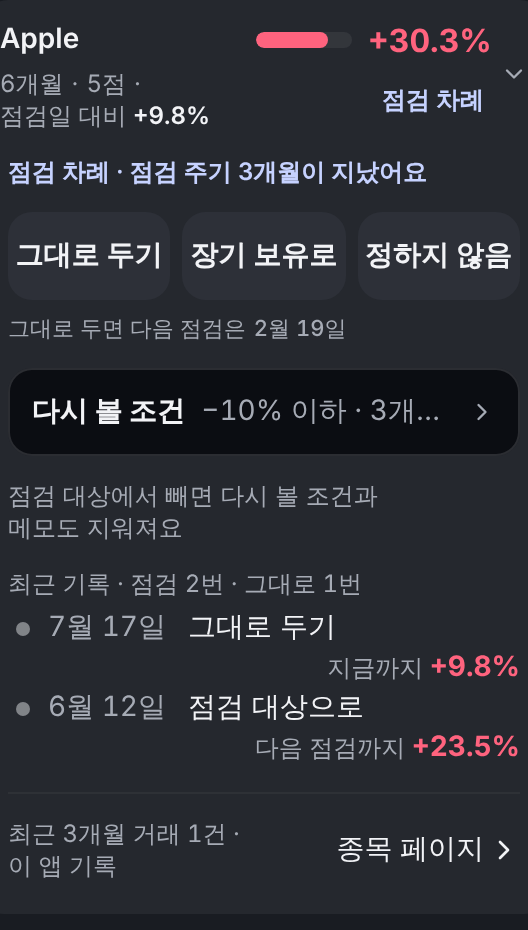 Apple +30.3%
6개월 · 5점 ·
점검일 대비 +9.8%
점검 차례
점검 차례 · 점검 주기 3개월이 지났어요
그대로 두기 장기 보유로 정하지 않음
그대로 두면 다음 점검은 2월 19일
다시 볼 조건 −10% 이하 · 3개...
점검 대상에서 빼면 다시 볼 조건과
메모도 지워져요
최근 기록 · 점검 2번 · 그대로 1번
7월 17일 그대로 두기
지금까지 +9.8%
6월 12일 점검 대상으로
다음 점검까지 +23.5%
최근 3개월 거래 1건 ·
이 앱 기록
종목 페이지